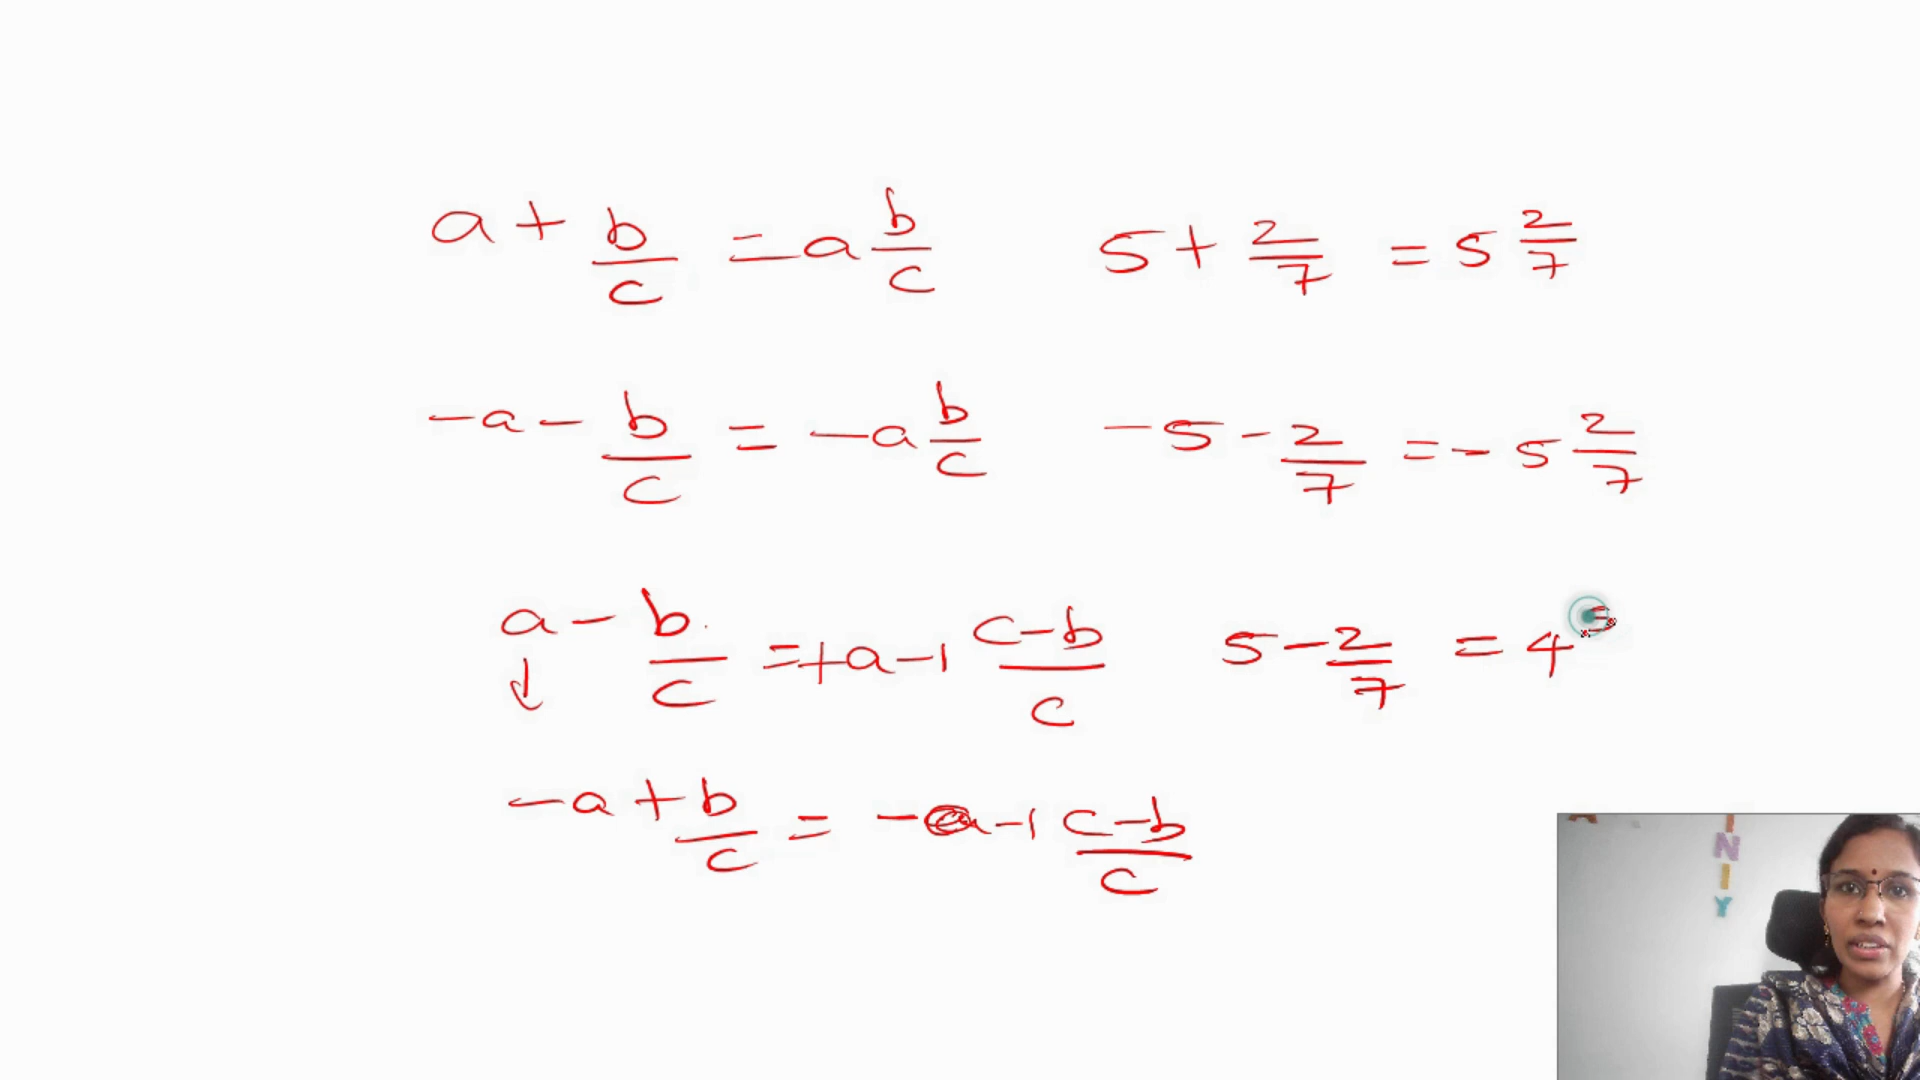 a + b/c = a b/c    5 + 2/7 = 5 2/7
-a - b/c = -a b/c    -5 - 2/7 = -5 2/7
a - b/c = +a-1 (c-b)/c    5 - 2/7 = 4 5
-a + b/c = -a-1 (c-b)/c
N
I
Y